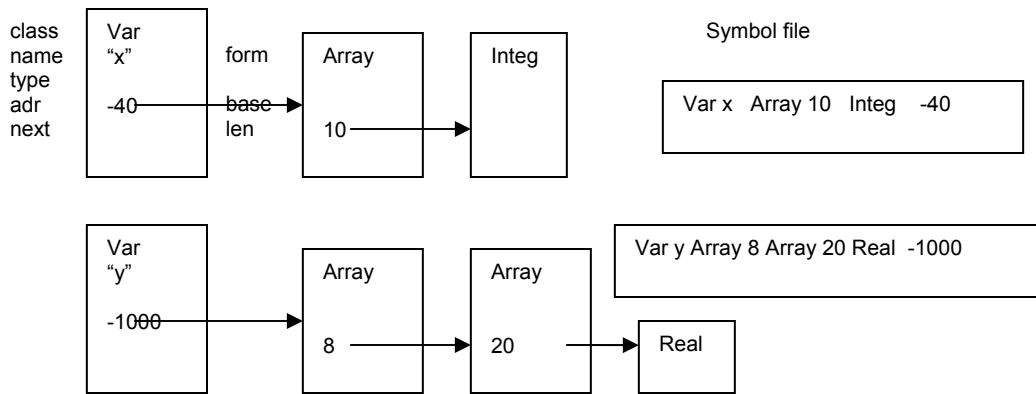 Symbol file
class
name
type
adr
next
Var
“x”
-40
form
base
len
Array
10
Integ
Var x Array 10 Integ -40
Var
“y”
-1000
Array
8
Array
20
Real
Var y Array 8 Array 20 Real -1000